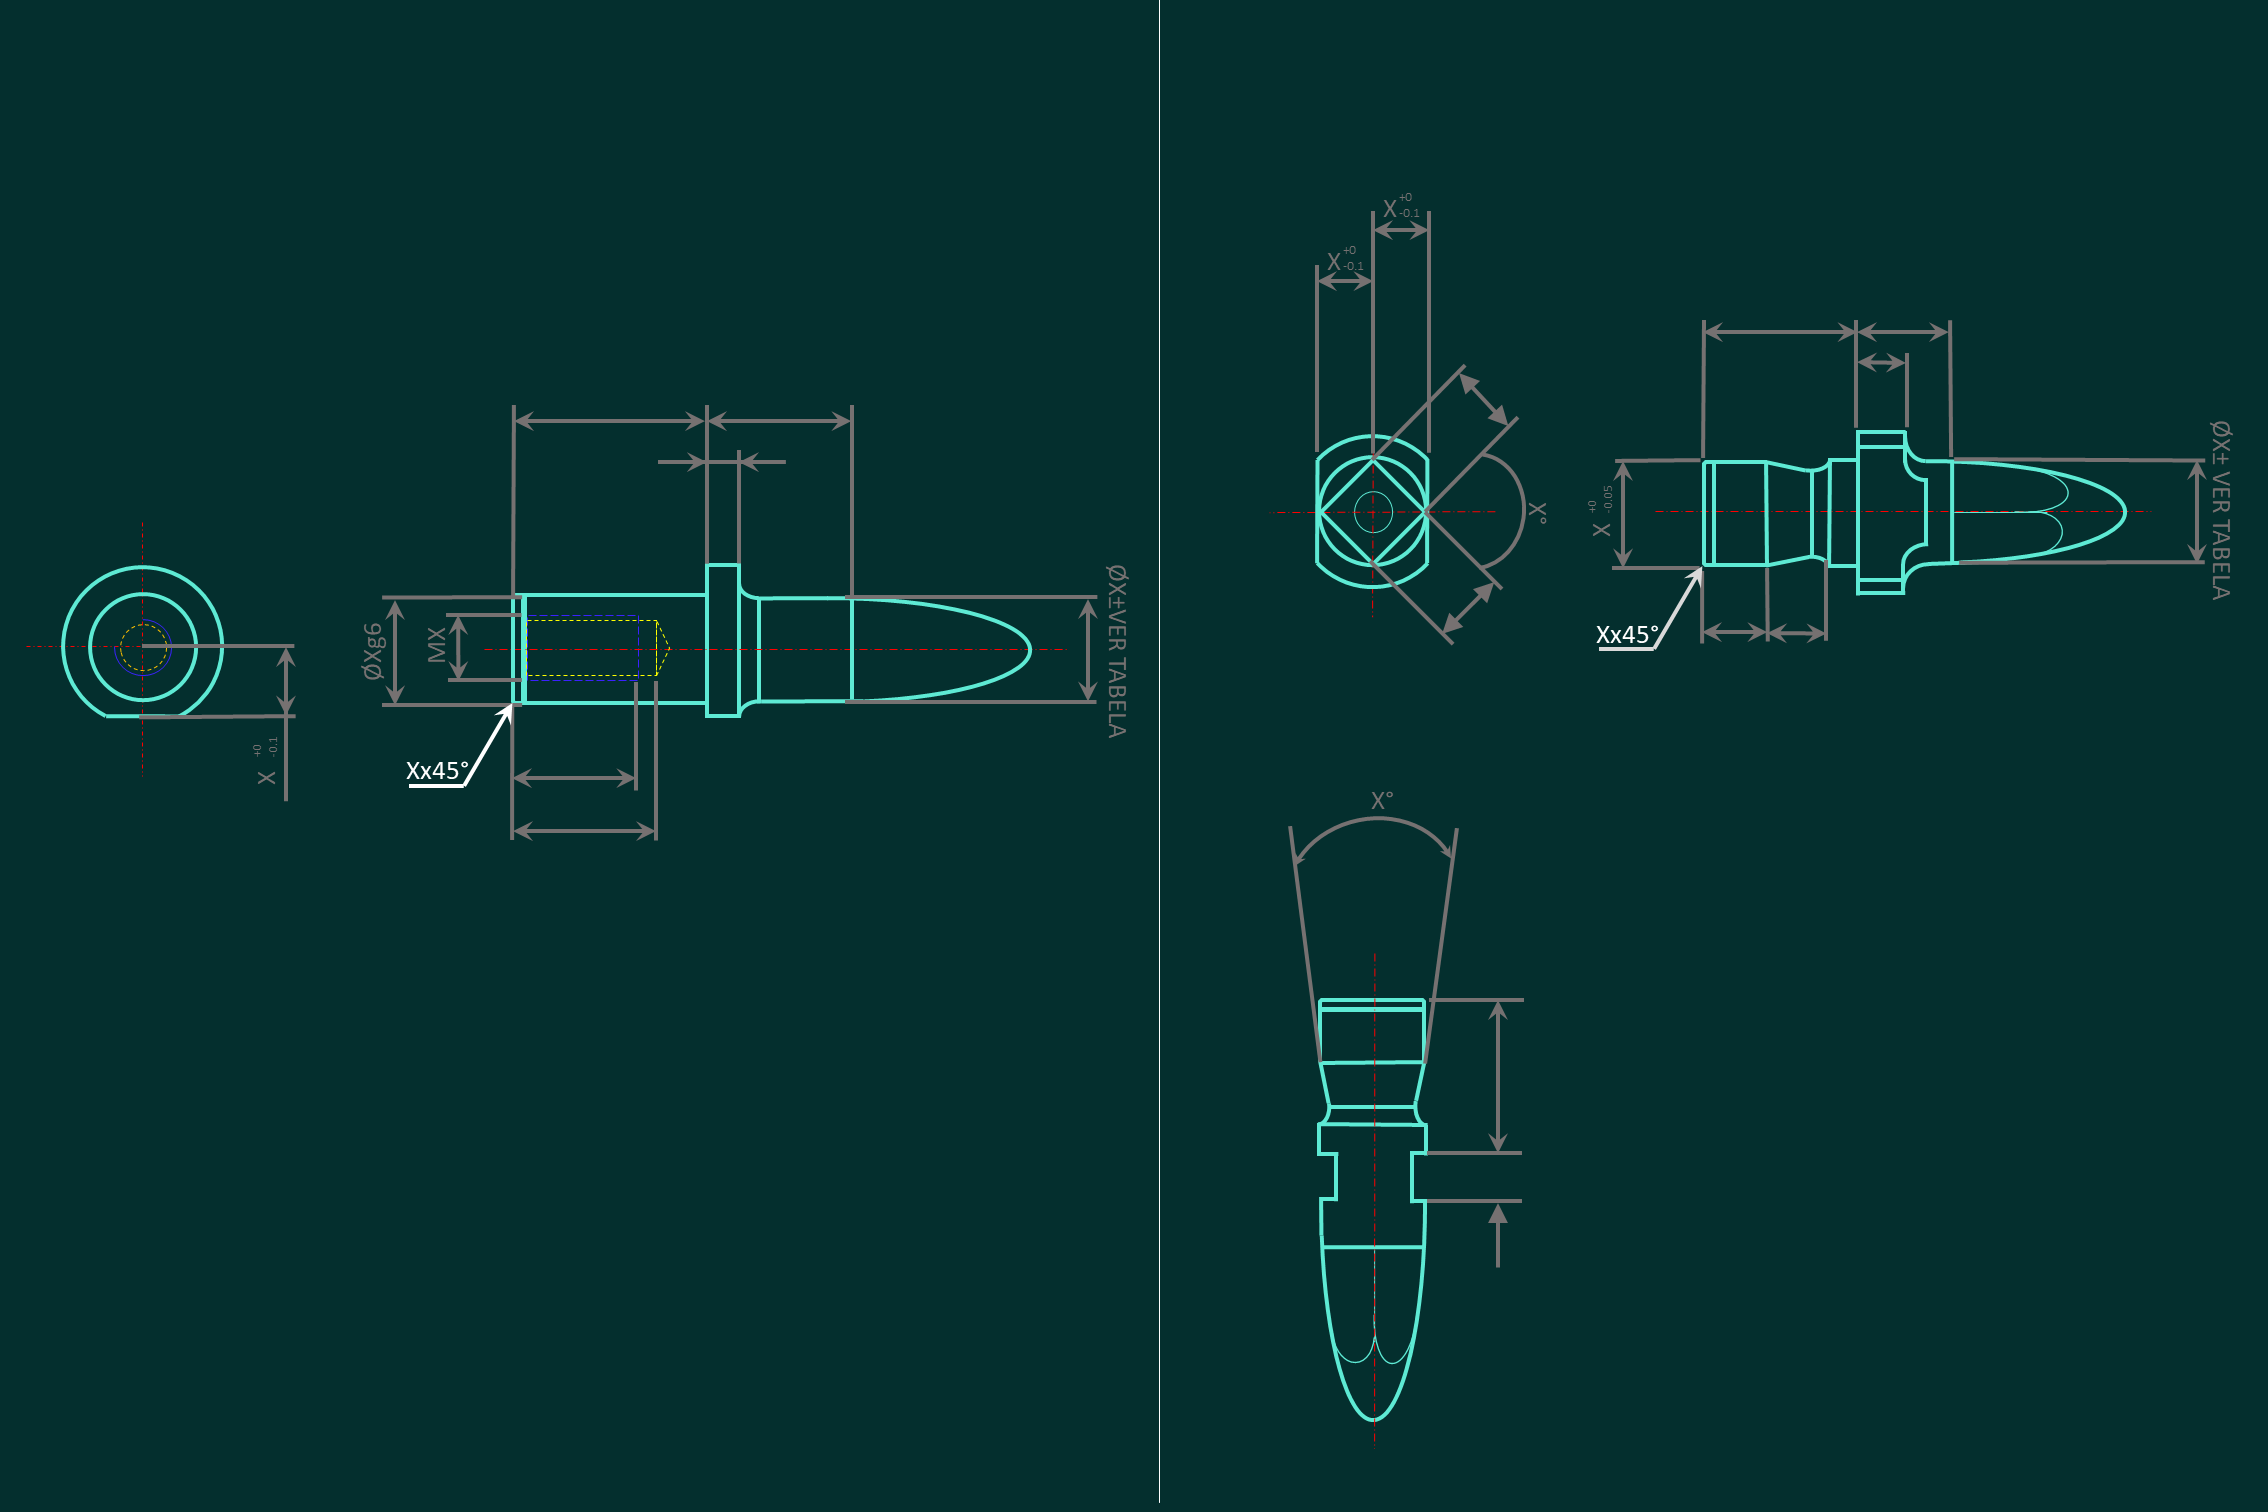 X +0 -0.1
ØXg6
MX
Xx45°
ØX±VER TABELA
X +0 -0.1
X +0 -0.1
X°
X +0 -0.05
Xx45°
ØX± VER TABELA
X°